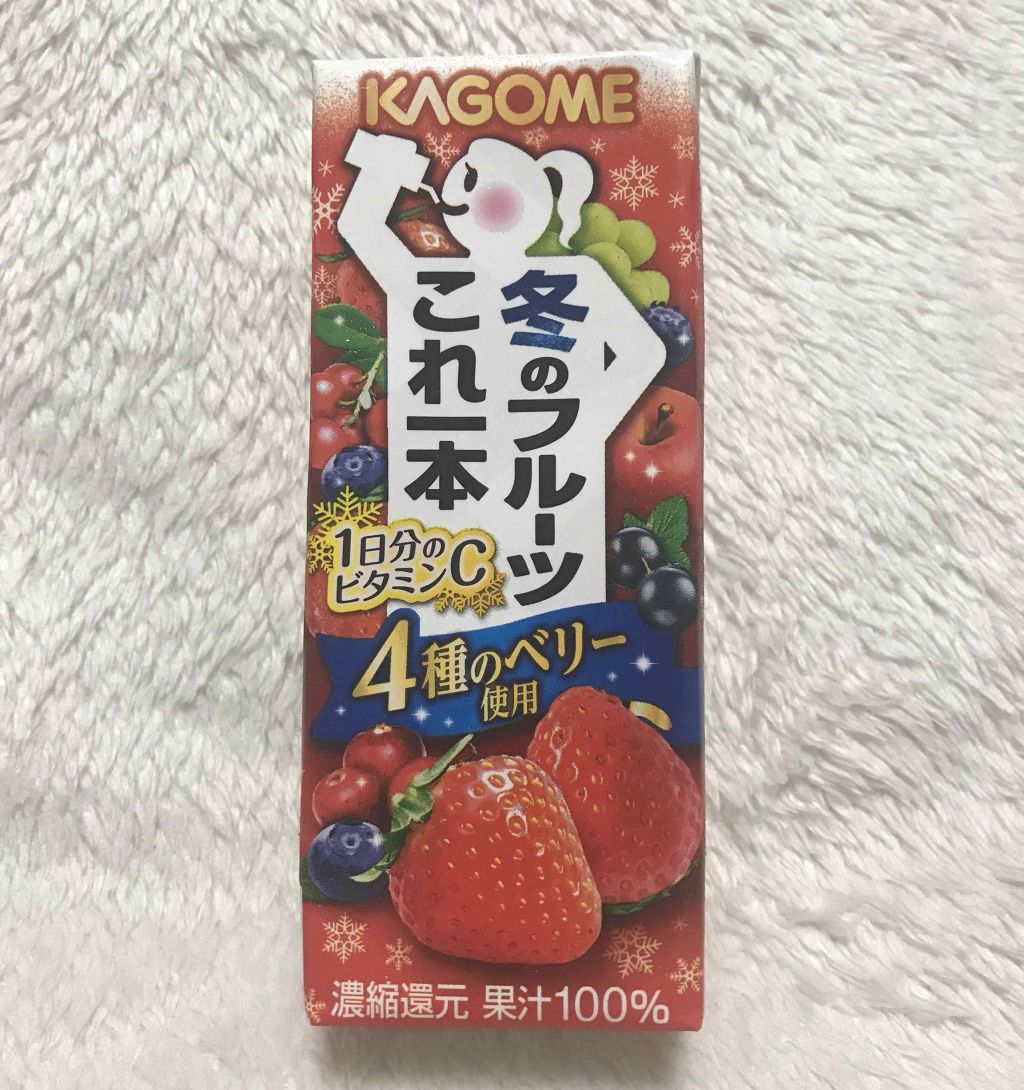 KAGOME
冬のフルーツ
これ一本
1日分の
ビタミンC
4種のベリー
使用
濃縮還元 果汁100%